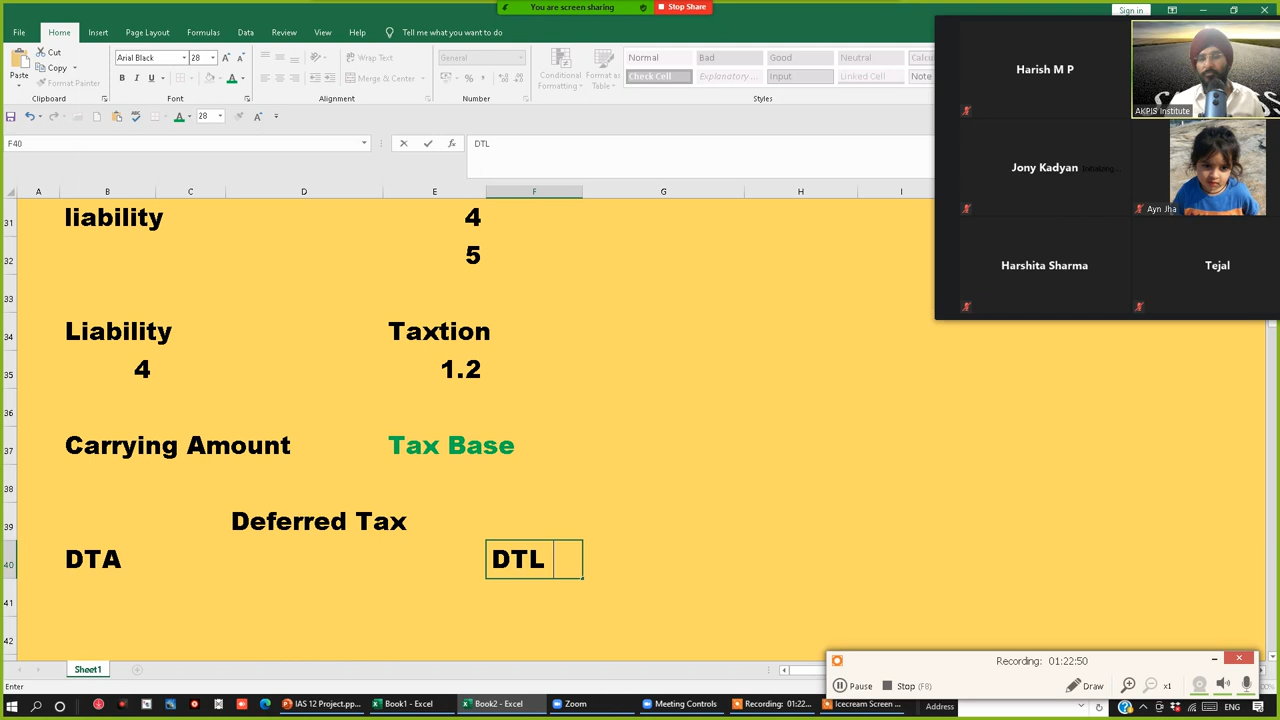 You are screen sharing
Stop Share
Sign in
File Home Insert Page Layout Formulas Data Review View Help Tell me what you want to do
Paste
Cut
Copy
Format Painter
Clipboard
Arial Black 28
B I U
Font
Merge & Center
Alignment
General
Number
Conditional Formatting
Format as Table
Normal Bad Good Neutral
Check Cell Explanatory ... Input Linked Cell Note
Styles
28
F40
DTL
A B C D E F G H I
31 liability 4
32 5
33
34 Liability Taxtion
35 4 1.2
36
37 Carrying Amount Tax Base
38
39 Deferred Tax
40 DTA DTL
41
42
Sheet1
Enter
Harish M P
AKPIS Institute
Jony Kadyan
Ayn Jha
Harshita Sharma
Tejal
Recording: 01:22:50
Pause
Stop (F8)
Draw
x1
IAS 12 Project.pp...
Book1 - Excel
Book2 - Excel
Zoom
Meeting Controls
Recording: 01:22...
Icecream Screen ...
Address
ENG